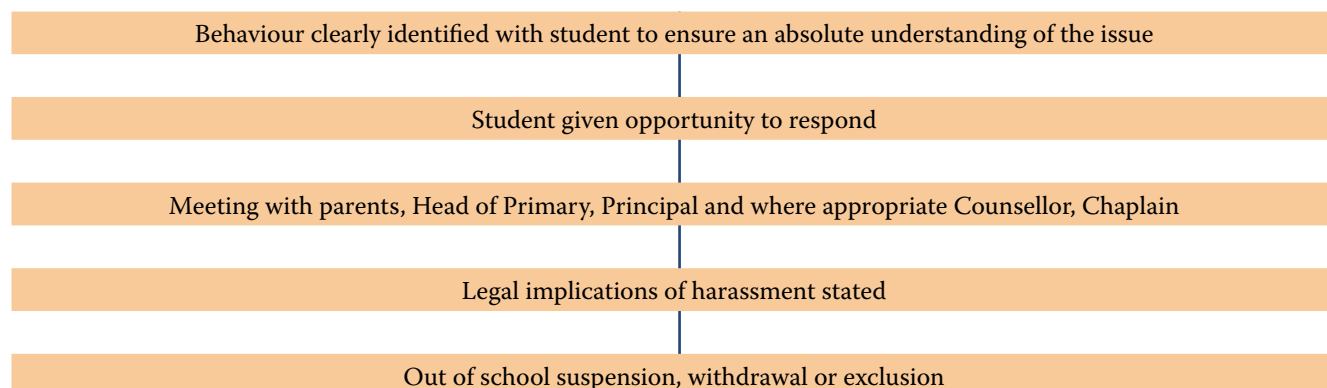 Behaviour clearly identified with student to ensure an absolute understanding of the issue
Student given opportunity to respond
Meeting with parents, Head of Primary, Principal and where appropriate Counsellor, Chaplain
Legal implications of harassment stated
Out of school suspension, withdrawal or exclusion